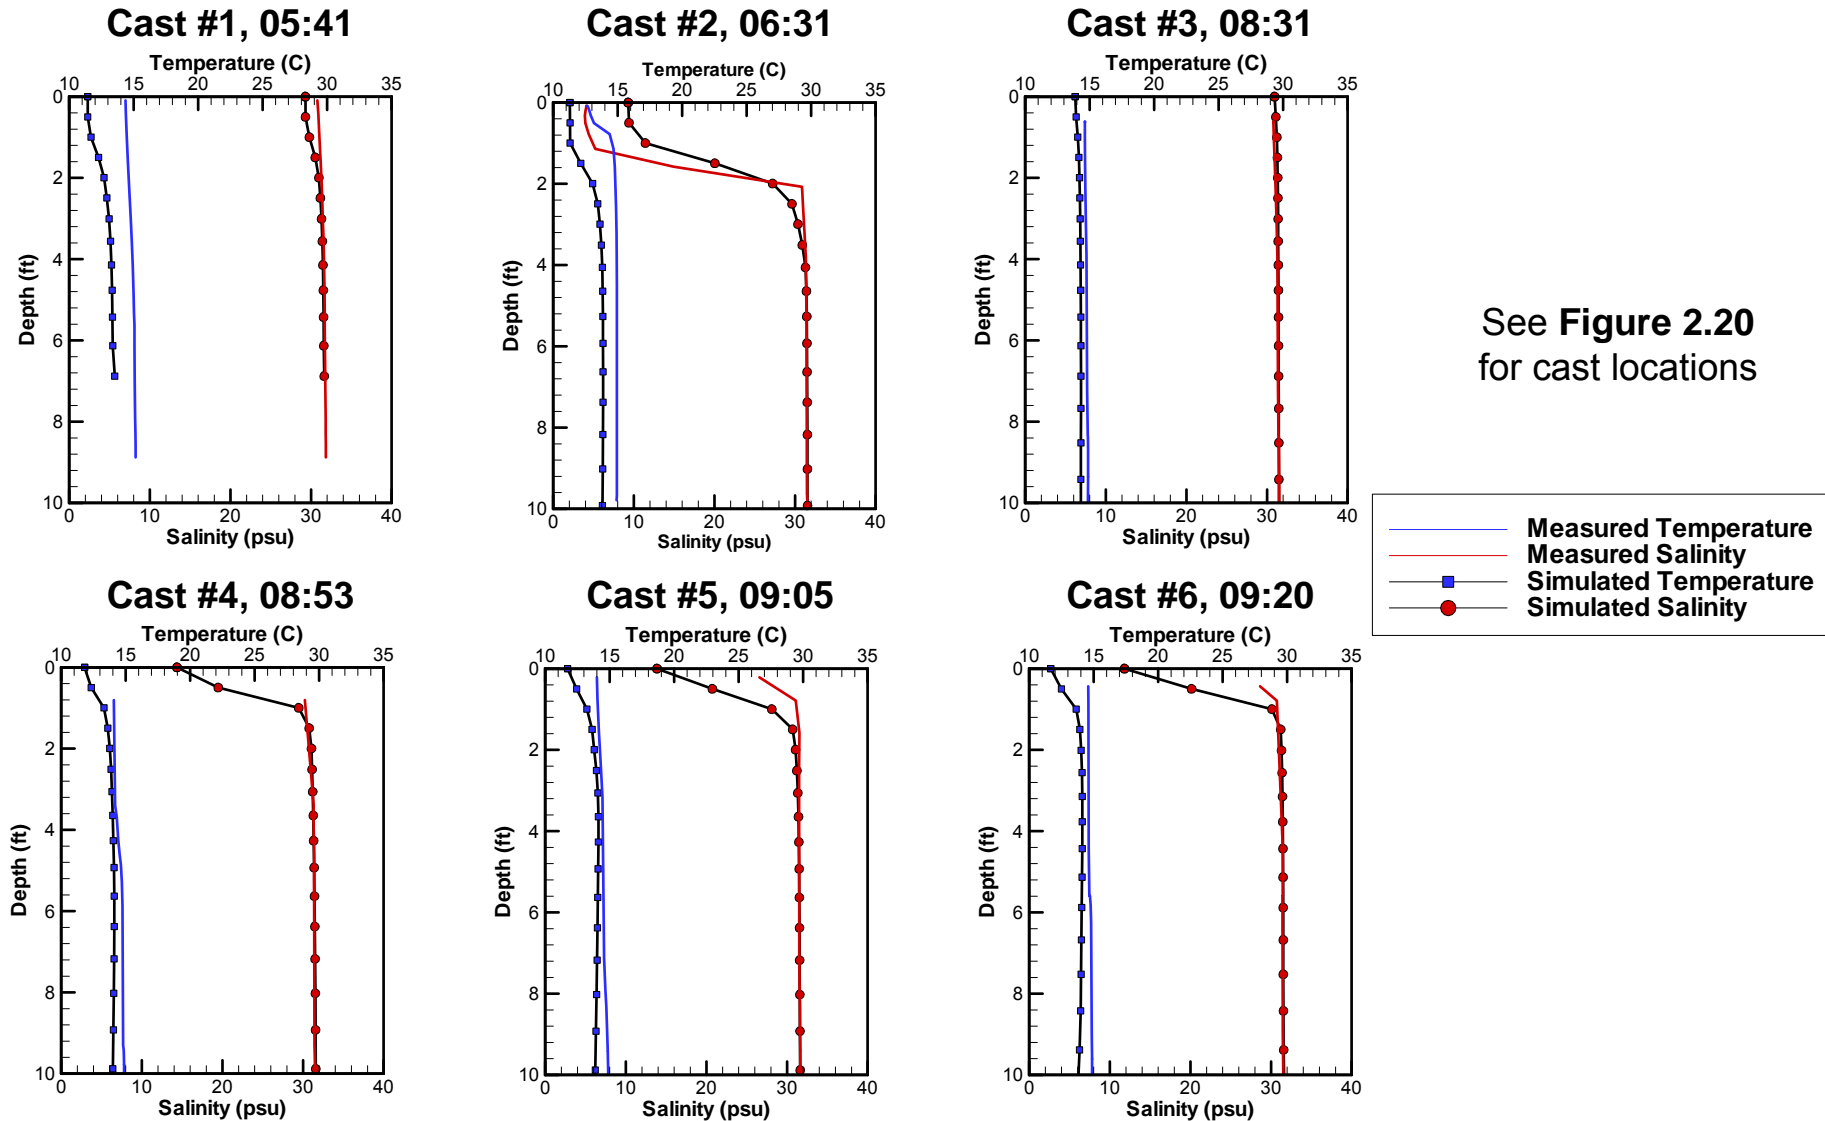 Cast #1, 05:41
Temperature (C)
10 15 20 25 30 35
0
2
4
6
8
10
Depth (ft)
0 10 20 30 40
Salinity (psu)
Cast #2, 06:31
Temperature (C)
10 15 20 25 30 35
0
2
4
6
8
10
Depth (ft)
0 10 20 30 40
Salinity (psu)
Cast #3, 08:31
Temperature (C)
10 15 20 25 30 35
0
2
4
6
8
10
Depth (ft)
0 10 20 30 40
Salinity (psu)
See Figure 2.20
for cast locations
Measured Temperature
Measured Salinity
Simulated Temperature
Simulated Salinity
Cast #4, 08:53
Temperature (C)
10 15 20 25 30 35
0
2
4
6
8
10
Depth (ft)
0 10 20 30 40
Salinity (psu)
Cast #5, 09:05
Temperature (C)
10 15 20 25 30 35
0
2
4
6
8
10
Depth (ft)
0 10 20 30 40
Salinity (psu)
Cast #6, 09:20
Temperature (C)
10 15 20 25 30 35
0
2
4
6
8
10
Depth (ft)
0 10 20 30 40
Salinity (psu)